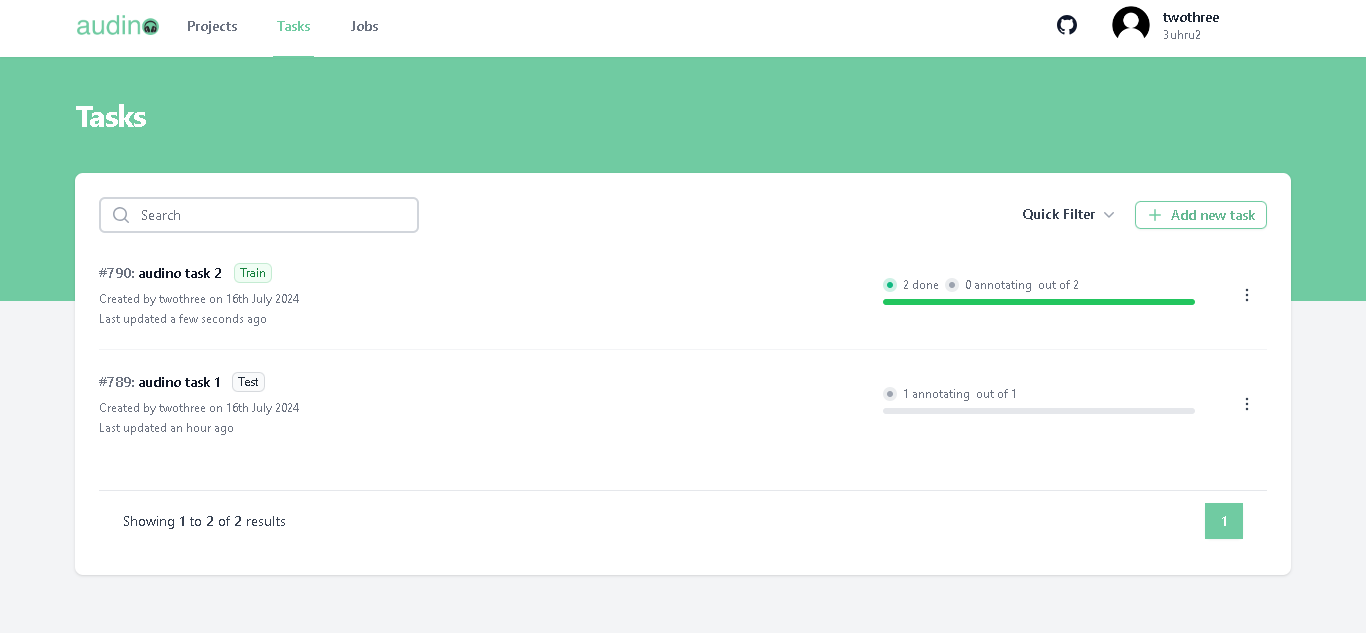 audino Projects Tasks Jobs twothree
3uhru2
Tasks
Search Quick Filter Add new task
#790: audino task 2 Train
2 done 0 annotating out of 2
Created by twothree on 16th July 2024
Last updated a few seconds ago
#789: audino task 1 Test
1 annotating out of 1
Created by twothree on 16th July 2024
Last updated an hour ago
Showing 1 to 2 of 2 results 1